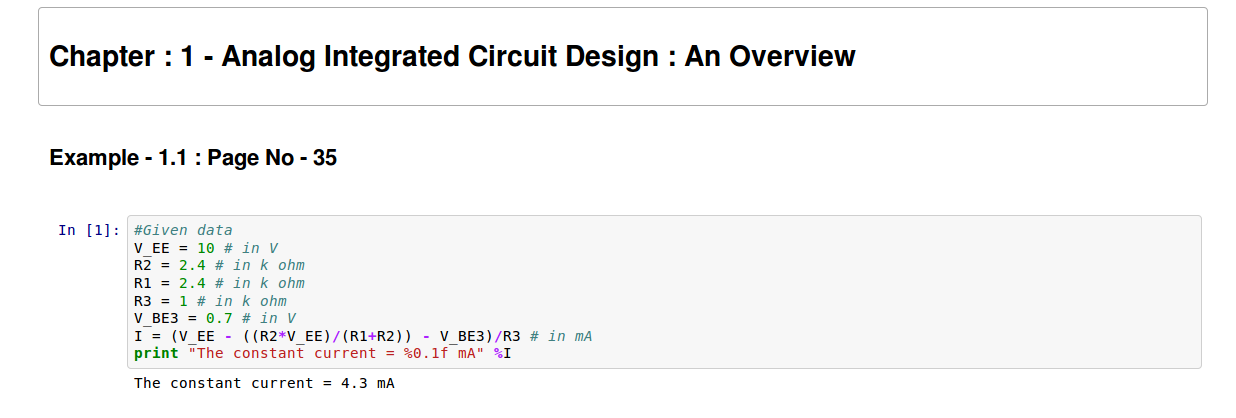 Chapter : 1 - Analog Integrated Circuit Design : An Overview
Example - 1.1 : Page No - 35
In [1]: #Given data
V_EE = 10 # in V
R2 = 2.4 # in k ohm
R1 = 2.4 # in k ohm
R3 = 1 # in k ohm
V_BE3 = 0.7 # in V
I = (V_EE - ((R2*V_EE)/(R1+R2)) - V_BE3)/R3 # in mA
print "The constant current = %0.1f mA" %I
The constant current = 4.3 mA